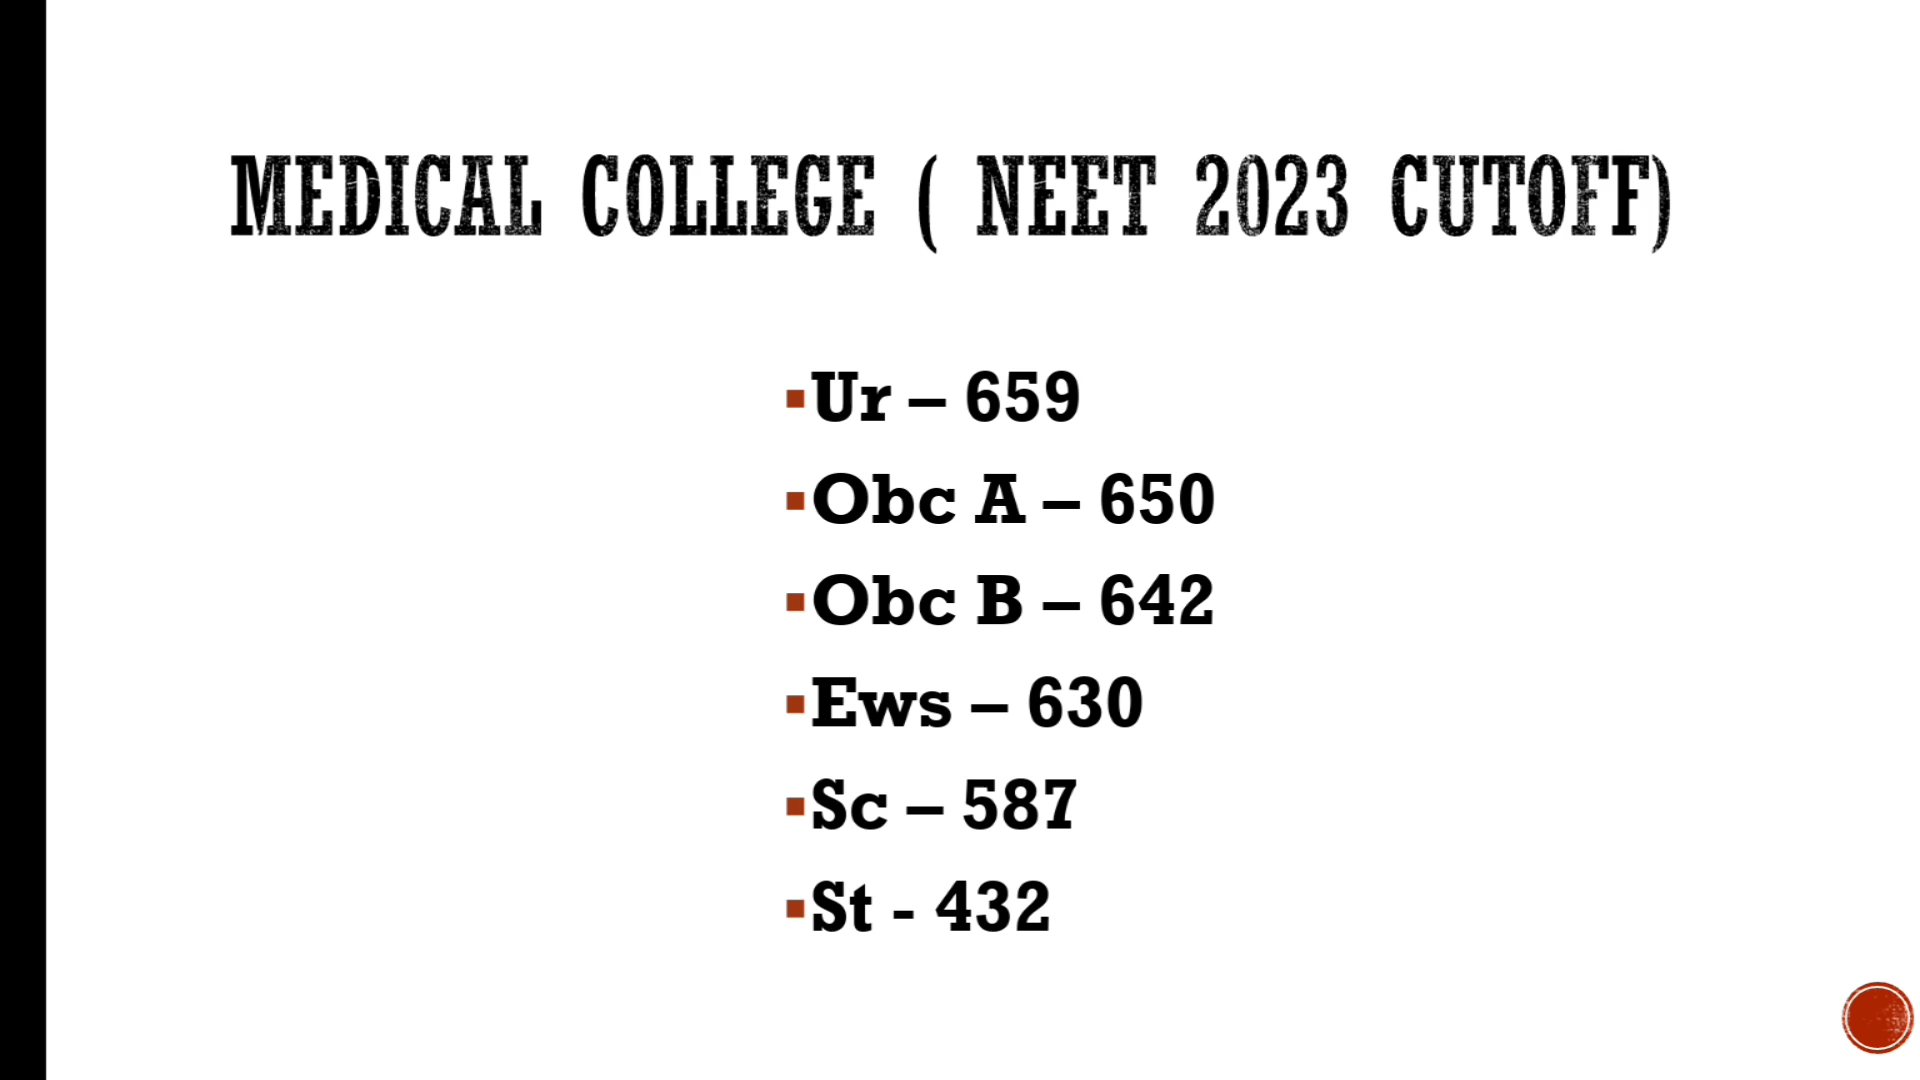 MEDICAL COLLEGE ( NEET 2023 CUTOFF)
▪Ur – 659
▪Obc A – 650
▪Obc B – 642
▪Ews – 630
▪Sc – 587
▪St - 432